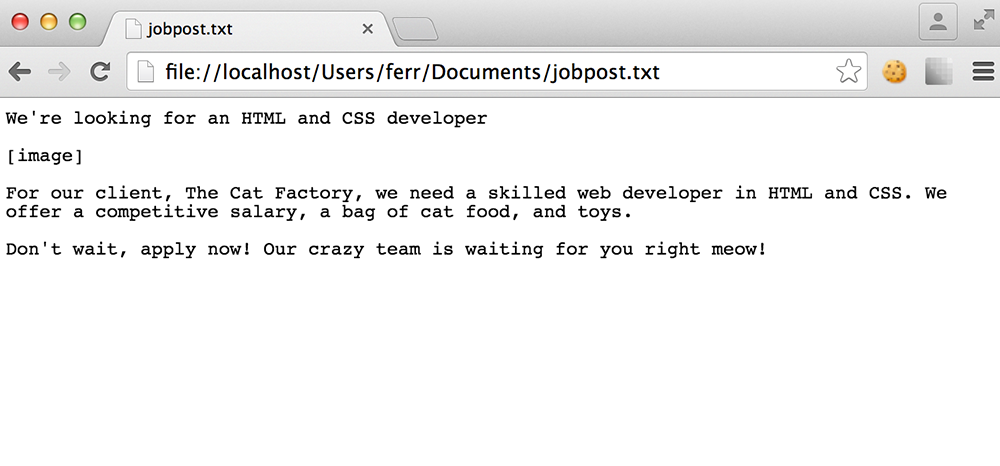 jobpost.txt
file://localhost/Users/ferr/Documents/jobpost.txt
We're looking for an HTML and CSS developer
[image]
For our client, The Cat Factory, we need a skilled web developer in HTML and CSS. We
offer a competitive salary, a bag of cat food, and toys.
Don't wait, apply now! Our crazy team is waiting for you right meow!